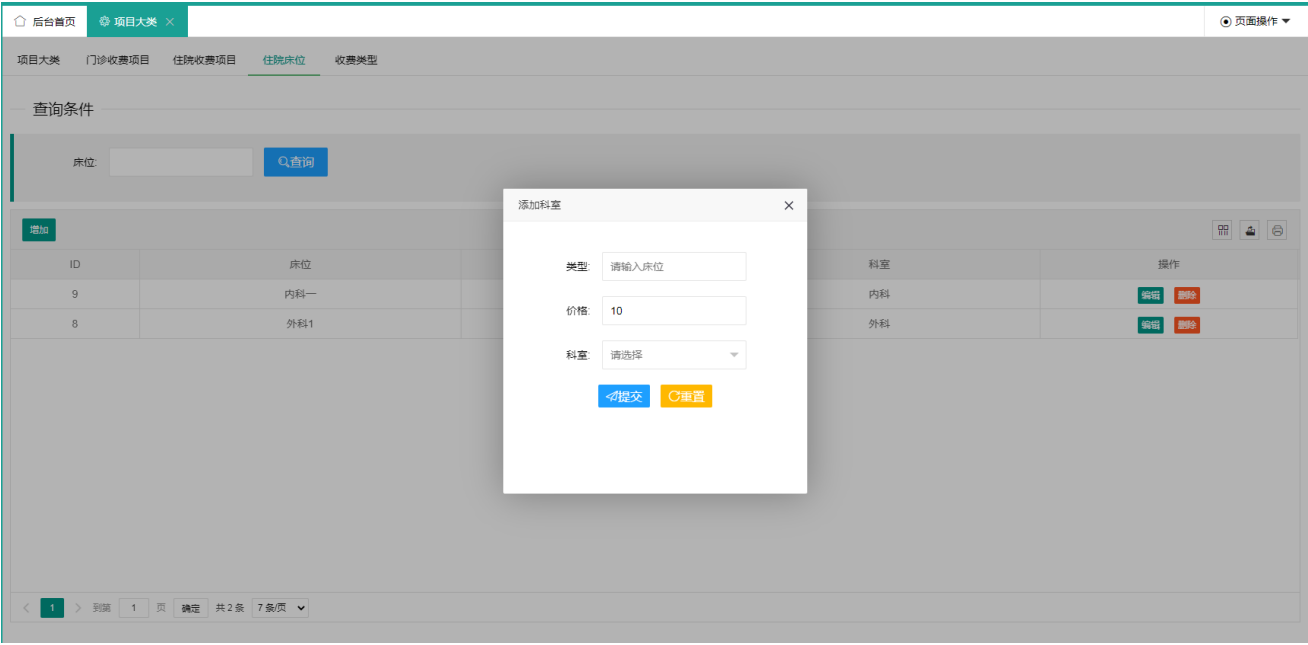 后台首页 项目大类 页面操作
项目大类 门诊收费项目 住院收费项目 住院床位 收费类型
查询条件
床位: 查询
添加科室
增加
类型: 请输入床位
ID 床位 科室 操作
9 内科一 内科 编辑 删除
价格: 10
8 外科1 外科 编辑 删除
科室: 请选择
提交 重置
1 到第 1 页 确定 共 2 条 7 条/页